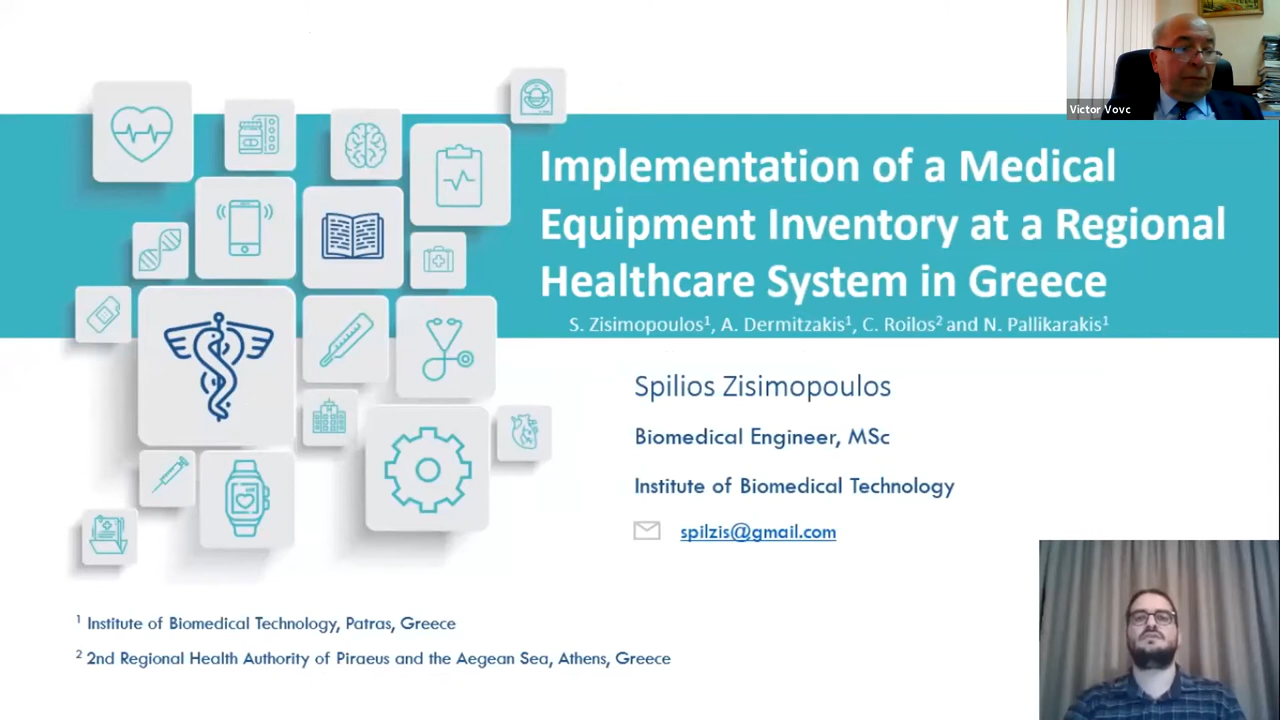 Victor Vovc
Implementation of a Medical
Equipment Inventory at a Regional
Healthcare System in Greece
S. Zisimopoulos¹, A. Dermitzakis¹, C. Roilos² and N. Pallikarakis¹
Spilios Zisimopoulos
Biomedical Engineer, MSc
Institute of Biomedical Technology
spilzis@gmail.com
¹ Institute of Biomedical Technology, Patras, Greece
² 2nd Regional Health Authority of Piraeus and the Aegean Sea, Athens, Greece